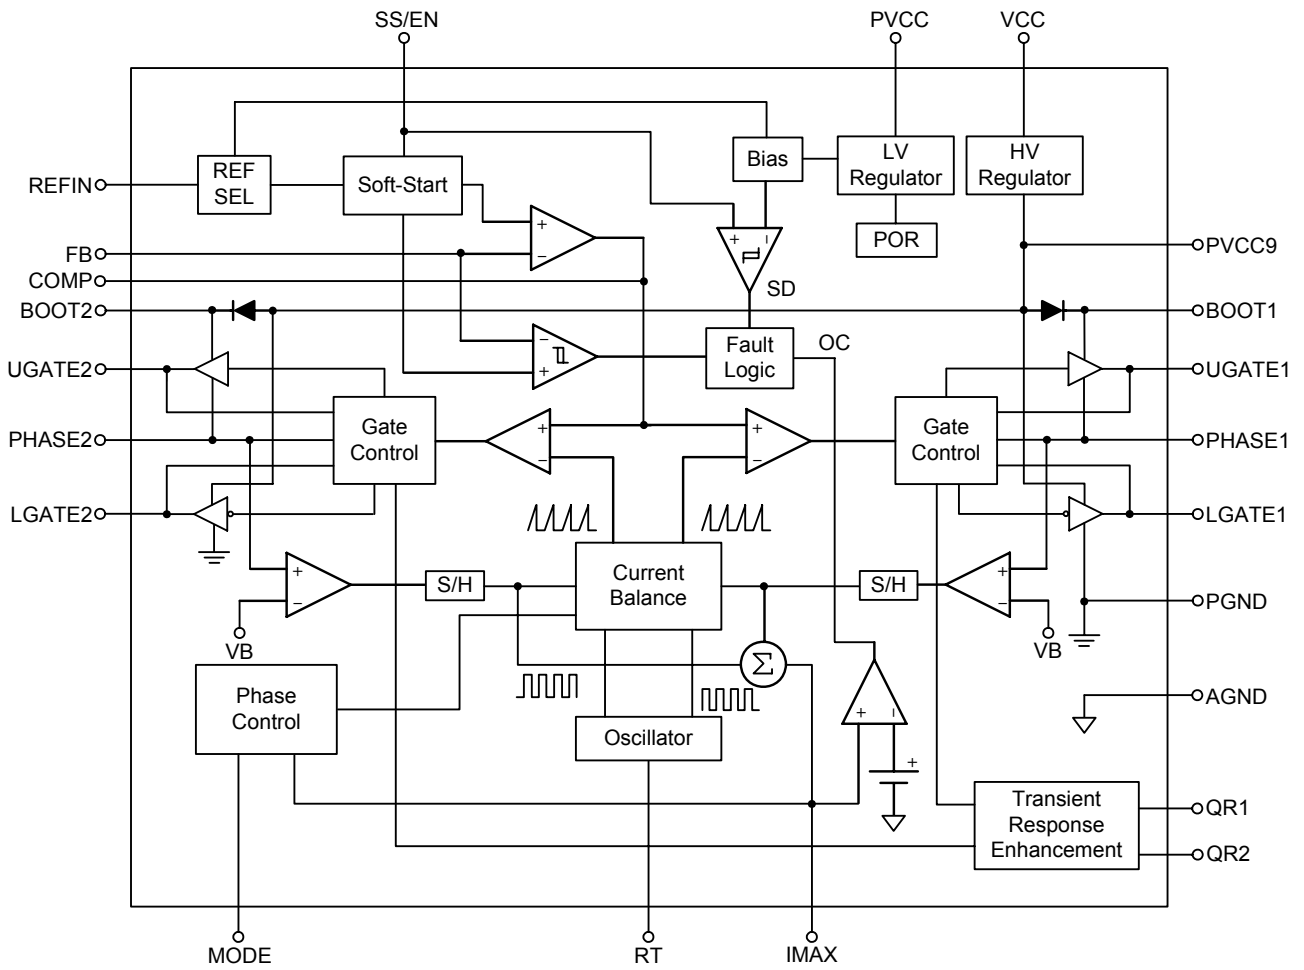 SS/EN
PVCC
VCC
REFIN
REF
SEL
Soft-Start
Bias
LV
Regulator
HV
Regulator
POR
FB
COMP
BOOT2
UGATE2
PHASE2
LGATE2
PVCC9
BOOT1
UGATE1
PHASE1
LGATE1
PGND
AGND
QR1
QR2
+
−
+
−
SD
−
+
Fault
Logic
OC
Gate
Control
+
−
+
−
Gate
Control
+
−
VB
S/H
Current
Balance
S/H
+
−
VB
Σ
Phase
Control
Oscillator
+
−
+
Transient
Response
Enhancement
MODE
RT
IMAX